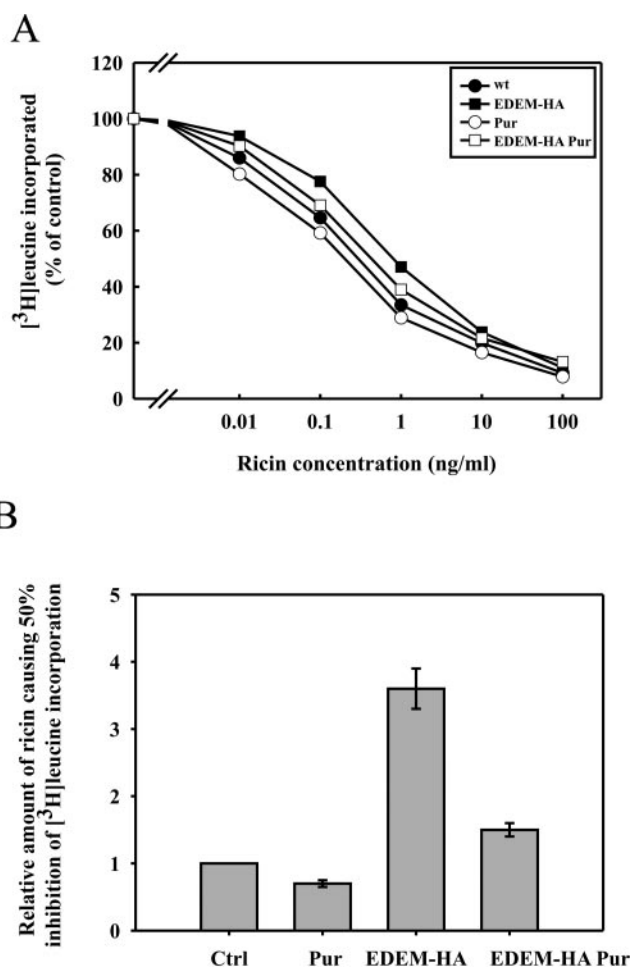 A
120
100
80
60
40
20
0
[³H]leucine incorporated
(% of control)
wt
EDEM-HA
Pur
EDEM-HA Pur
0.01 0.1 1 10 100
Ricin concentration (ng/ml)
B
5
4
3
2
1
0
Relative amount of ricin causing 50%
inhibition of [³H]leucine incorporation
Ctrl Pur EDEM-HA EDEM-HA Pur